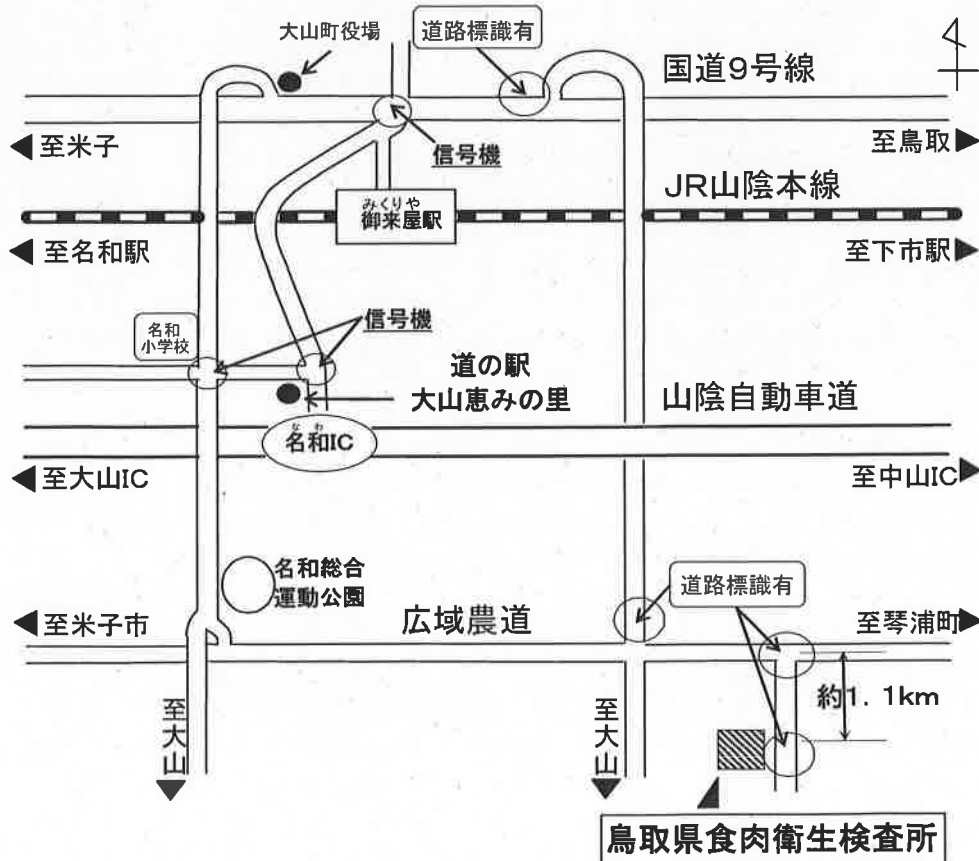 大山町役場
道路標識有
国道9号線
至米子
信号機
至鳥取
JR山陰本線
みくりや
御来屋駅
至名和駅
至下市駅
名和
小学校
信号機
道の駅
大山恵みの里
山陰自動車道
なわ
名和IC
至大山IC
至中山IC
名和総合
運動公園
道路標識有
至米子市
広域農道
至琴浦町
至大山
至大山
約1.1km
鳥取県食肉衛生検査所